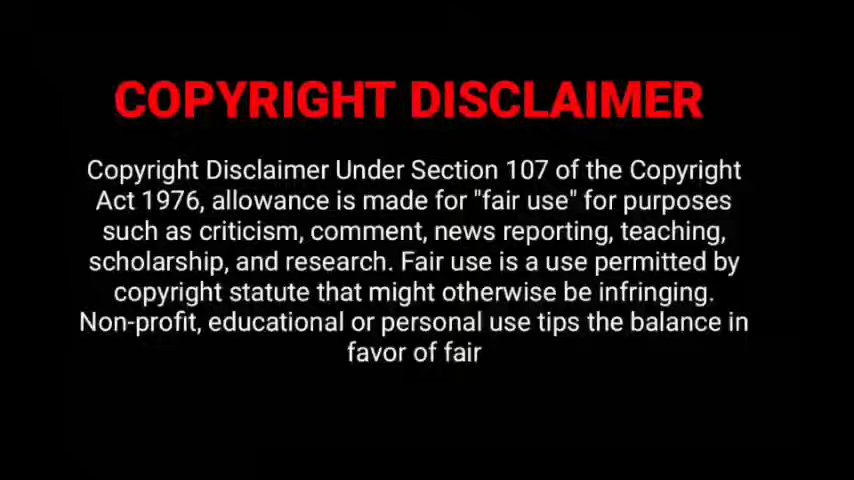 COPYRIGHT DISCLAIMER
Copyright Disclaimer Under Section 107 of the Copyright
Act 1976, allowance is made for "fair use" for purposes
such as criticism, comment, news reporting, teaching,
scholarship, and research. Fair use is a use permitted by
copyright statute that might otherwise be infringing.
Non-profit, educational or personal use tips the balance in
favor of fair